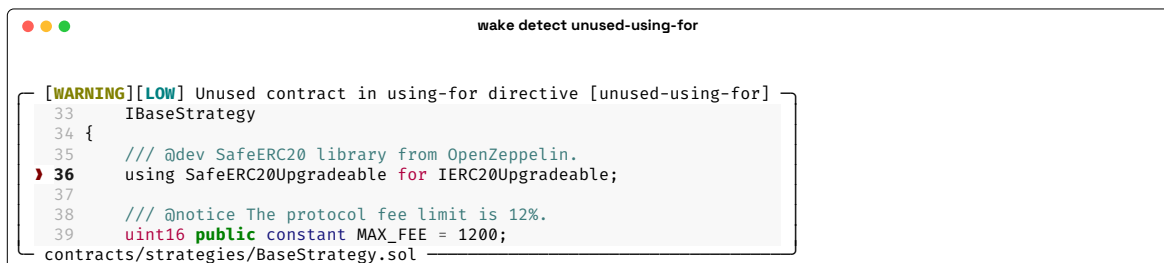 wake detect unused-using-for
[WARNING][LOW] Unused contract in using-for directive [unused-using-for]
33 IBaseStrategy
34 {
35 /// @dev SafeERC20 library from OpenZeppelin.
❱ 36 using SafeERC20Upgradeable for IERC20Upgradeable;
37
38 /// @notice The protocol fee limit is 12%.
39 uint16 public constant MAX_FEE = 1200;
contracts/strategies/BaseStrategy.sol